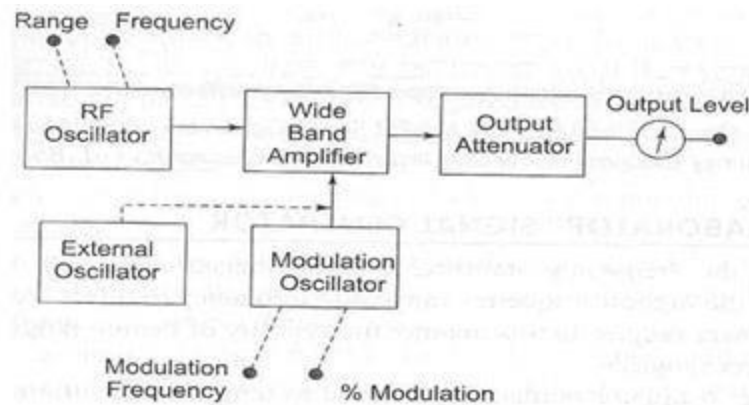 Range Frequency
RF
Oscillator
Wide
Band
Amplifier
Output
Attenuator
Output Level
External
Oscillator
Modulation
Oscillator
Modulation
Frequency
% Modulation